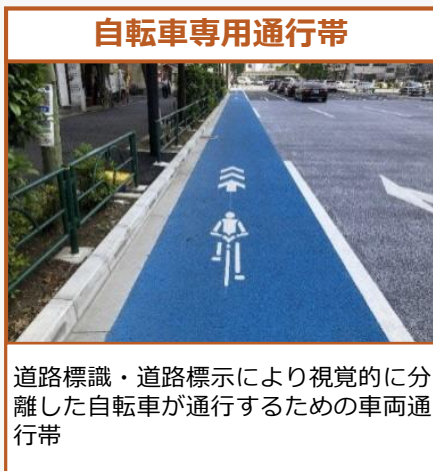 自転車専用通行帯
道路標識・道路標示により視覚的に分
離した自転車が通行するための車両通
行帯